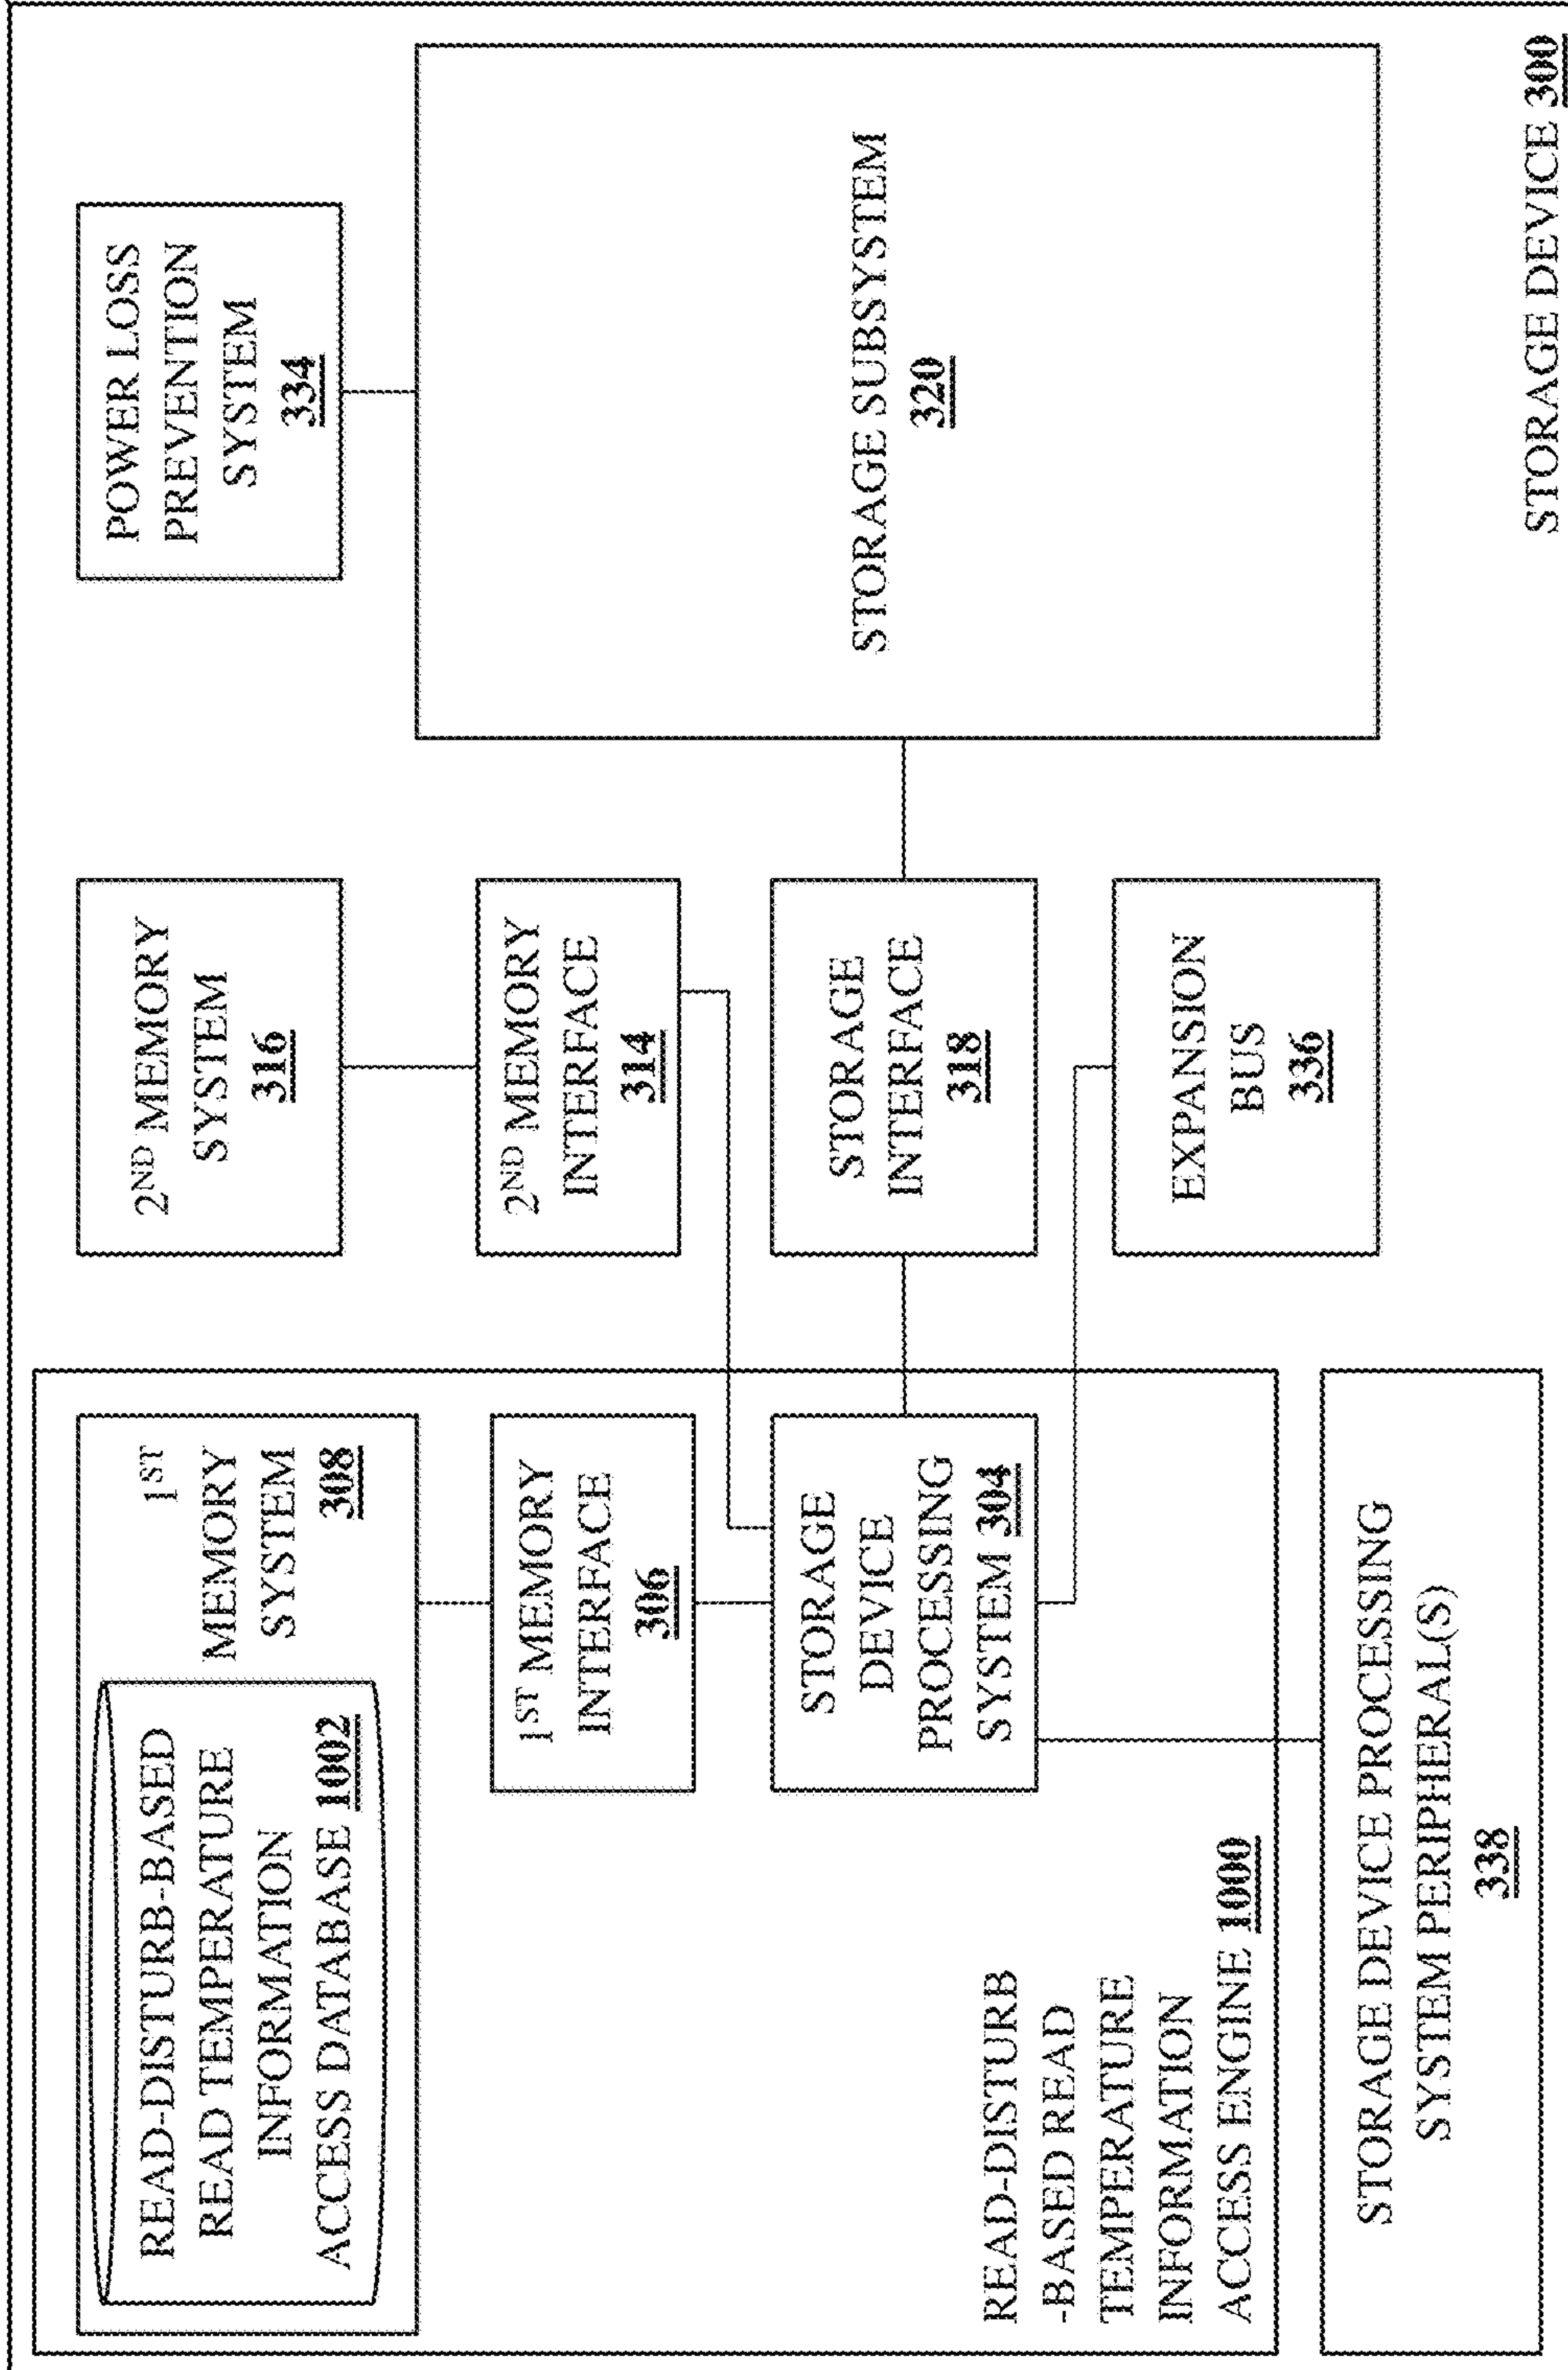 READ-DISTURB-BASED
READ TEMPERATURE
INFORMATION
ACCESS DATABASE 1002
1ST
MEMORY
SYSTEM
308
2ND MEMORY
SYSTEM
316
POWER LOSS
PREVENTION
SYSTEM
334
1ST MEMORY
INTERFACE
306
2ND MEMORY
INTERFACE
314
STORAGE
DEVICE
PROCESSING
SYSTEM 304
STORAGE
INTERFACE
318
STORAGE SUBSYSTEM
320
READ-DISTURB
-BASED READ
TEMPERATURE
INFORMATION
ACCESS ENGINE 1000
EXPANSION
BUS
336
STORAGE DEVICE PROCESSING
SYSTEM PERIPHERAL(S)
338
STORAGE DEVICE 300